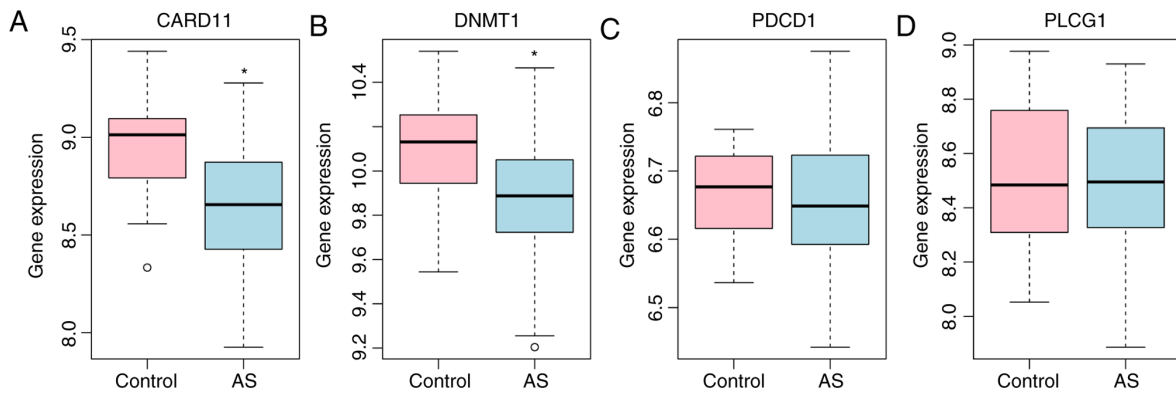 A CARD11
Gene expression
9.5
9.0
8.5
8.0
*
Control AS
B DNMT1
Gene expression
10.4
10.0
9.8
9.6
9.4
9.2
*
Control AS
C PDCD1
Gene expression
6.8
6.7
6.6
6.5
Control AS
D PLCG1
Gene expression
9.0
8.8
8.6
8.4
8.2
8.0
Control AS